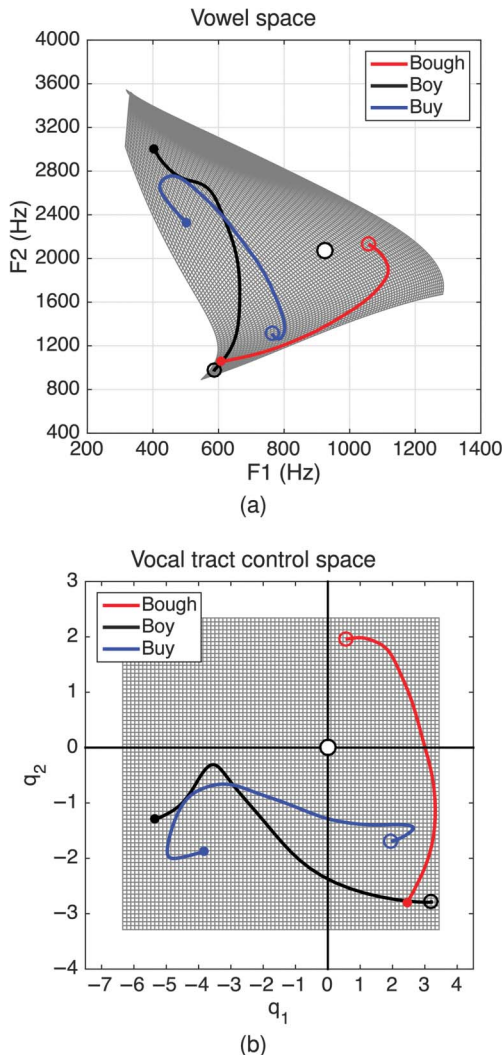 Vowel space
4000
3600
3200
2800
2400
2000
1600
1200
800
400
F2 (Hz)
Bough
Boy
Buy
200 400 600 800 1000 1200 1400
F1 (Hz)
(a)
Vocal tract control space
3
2
1
0
-1
-2
-3
-4
q2
Bough
Boy
Buy
-7 -6 -5 -4 -3 -2 -1 0 1 2 3 4
q1
(b)